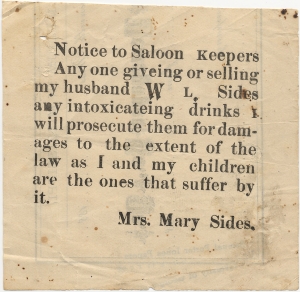 Notice to Saloon Keepers
Any one giveing or selling
my husband W L. Sides
any intoxicateing drinks I
will prosecute them for dam-
ages to the extent of the
law as I and my children
are the ones that suffer by
it.
Mrs. Mary Sides.